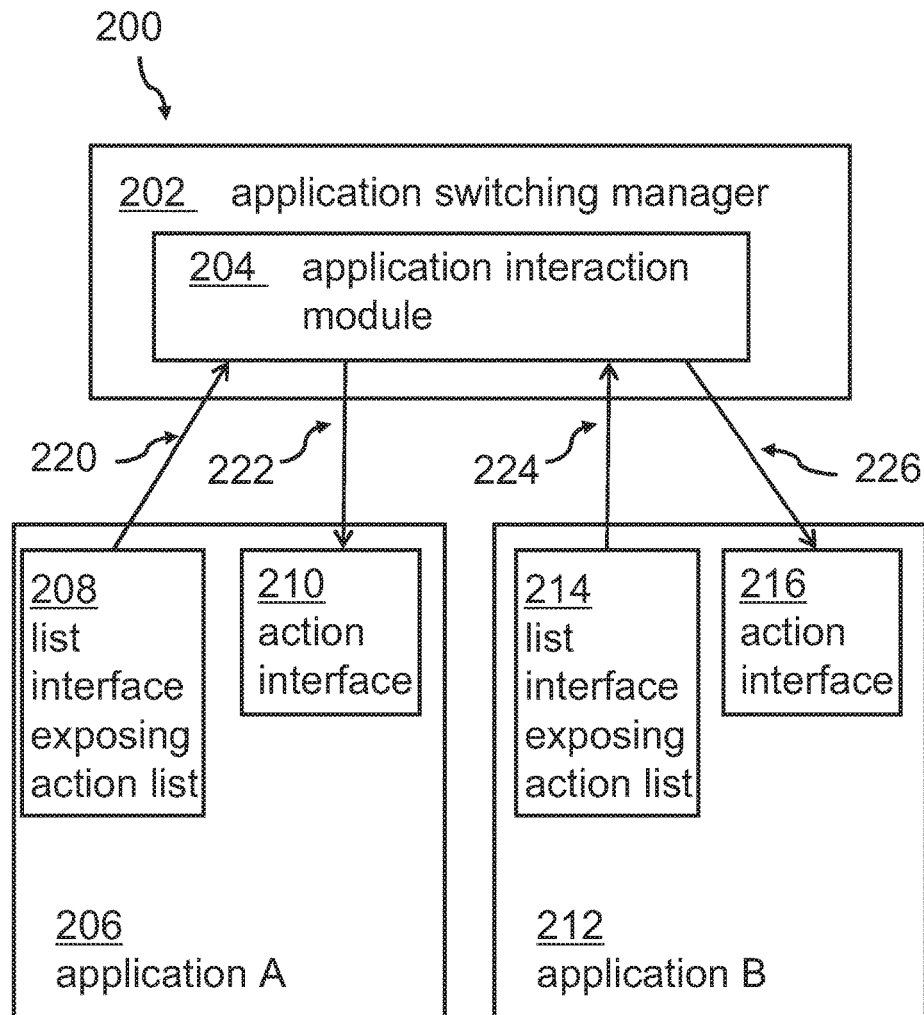 200
202 application switching manager
204 application interaction
module
220
222
224
226
208
list
interface
exposing
action list
210
action
interface
214
list
interface
exposing
action list
216
action
interface
206
application A
212
application B